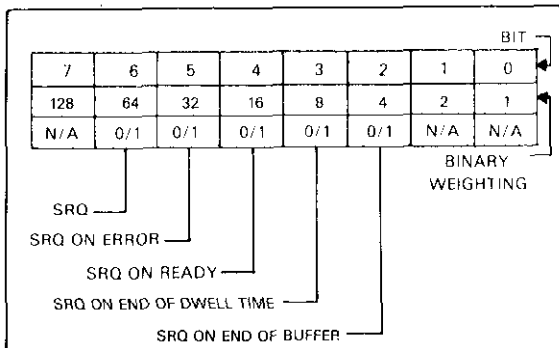 BIT
7 6 5 4 3 2 1 0
128 64 32 16 8 4 2 1
N/A 0/1 0/1 0/1 0/1 0/1 N/A N/A
BINARY
WEIGHTING
SRQ
SRQ ON ERROR
SRQ ON READY
SRQ ON END OF DWELL TIME
SRQ ON END OF BUFFER